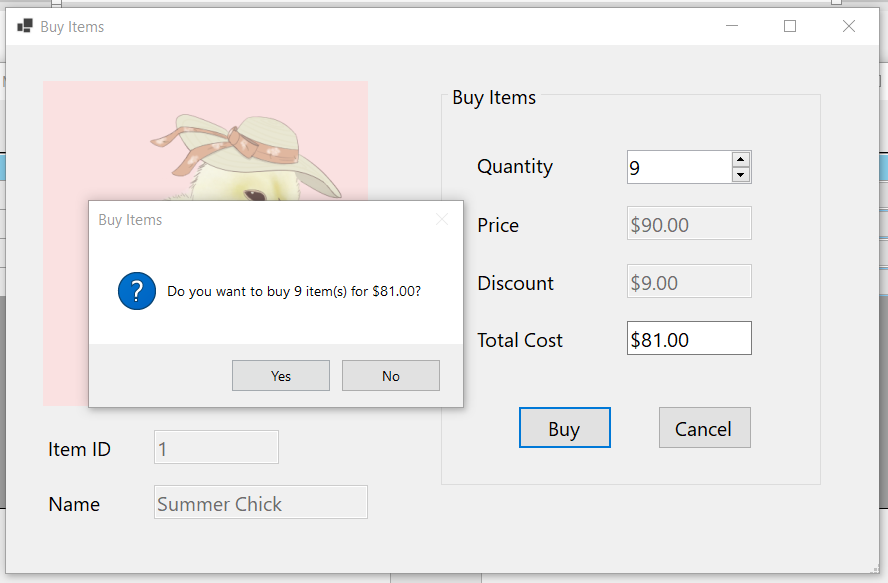 Buy Items
Buy Items
Quantity
9
Price
$90.00
Discount
$9.00
Total Cost
$81.00
Buy
Cancel
Buy Items
?
Do you want to buy 9 item(s) for $81.00?
Yes
No
Item ID
1
Name
Summer Chick